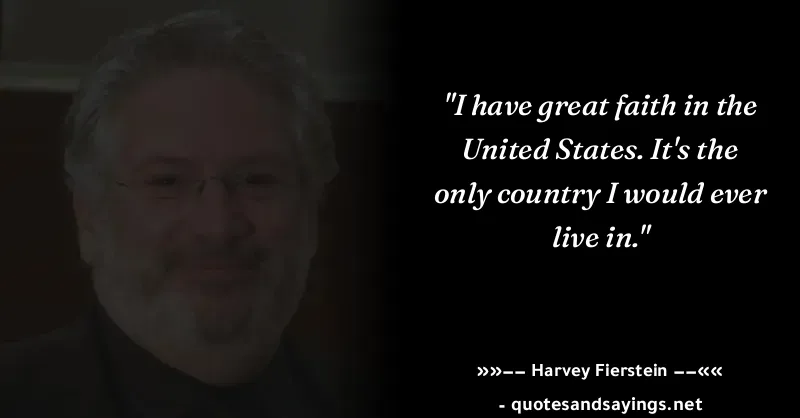 "I have great faith in the
United States. It's the
only country I would ever
live in."
»»−− Harvey Fierstein −−««
- quotesandsayings.net